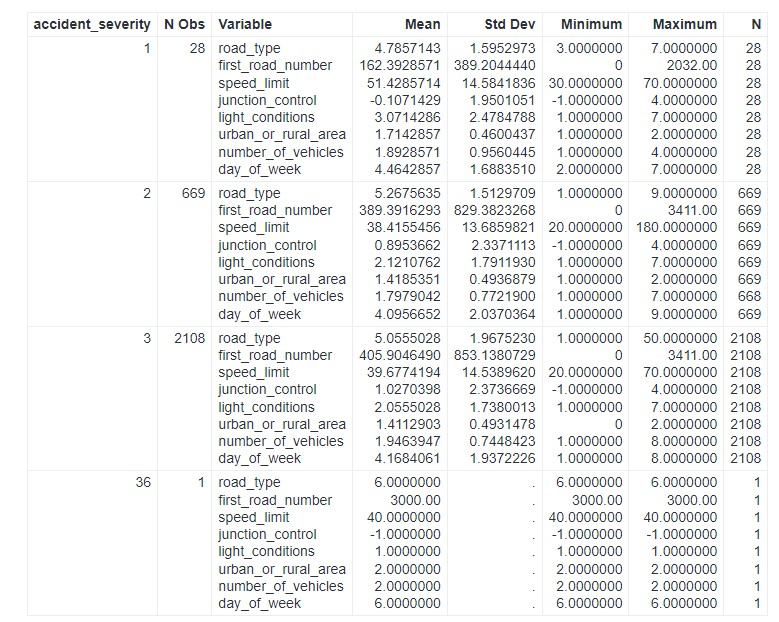 accident_severity N Obs Variable Mean Std Dev Minimum Maximum N
1 28 road_type 4.7857143 1.5952973 3.0000000 7.0000000 28
first_road_number 162.3928571 389.2044440 0 2032.00 28
speed_limit 51.4285714 14.5841836 30.0000000 70.0000000 28
junction_control -0.1071429 1.9501051 -1.0000000 4.0000000 28
light_conditions 3.0714286 2.4784788 1.0000000 7.0000000 28
urban_or_rural_area 1.7142857 0.4600437 1.0000000 2.0000000 28
number_of_vehicles 1.8928571 0.9560445 1.0000000 4.0000000 28
day_of_week 4.4642857 1.6883510 2.0000000 7.0000000 28
2 669 road_type 5.2675635 1.5129709 1.0000000 9.0000000 669
first_road_number 389.3916293 829.3823268 0 3411.00 669
speed_limit 38.4155456 13.6859821 20.0000000 180.0000000 669
junction_control 0.8953662 2.3371113 -1.0000000 4.0000000 669
light_conditions 2.1210762 1.7911930 1.0000000 7.0000000 669
urban_or_rural_area 1.4185351 0.4936879 1.0000000 2.0000000 669
number_of_vehicles 1.7979042 0.7721900 1.0000000 7.0000000 668
day_of_week 4.0956652 2.0370364 1.0000000 9.0000000 669
3 2108 road_type 5.0555028 1.9675230 1.0000000 50.0000000 2108
first_road_number 405.9046490 853.1380729 0 3411.00 2108
speed_limit 39.6774194 14.5389620 20.0000000 70.0000000 2108
junction_control 1.0270398 2.3736669 -1.0000000 4.0000000 2108
light_conditions 2.0555028 1.7380013 1.0000000 7.0000000 2108
urban_or_rural_area 1.4112903 0.4931478 0 2.0000000 2108
number_of_vehicles 1.9463947 0.7448423 1.0000000 8.0000000 2108
day_of_week 4.1684061 1.9372226 1.0000000 8.0000000 2108
36 1 road_type 6.0000000 . 6.0000000 6.0000000 1
first_road_number 3000.00 . 3000.00 3000.00 1
speed_limit 40.0000000 . 40.0000000 40.0000000 1
junction_control -1.0000000 . -1.0000000 -1.0000000 1
light_conditions 1.0000000 . 1.0000000 1.0000000 1
urban_or_rural_area 2.0000000 . 2.0000000 2.0000000 1
number_of_vehicles 2.0000000 . 2.0000000 2.0000000 1
day_of_week 6.0000000 . 6.0000000 6.0000000 1